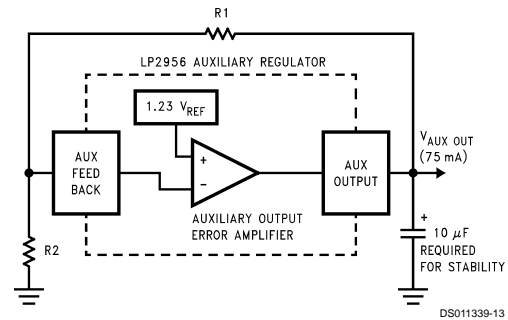 R1
LP2956 AUXILIARY REGULATOR
1.23 VREF
AUX
FEED
BACK
+
−
AUX
OUTPUT
VAUX OUT
(75 mA)
AUXILIARY OUTPUT
ERROR AMPLIFIER
R2
+
10 μF
REQUIRED
FOR STABILITY
DS011339-13